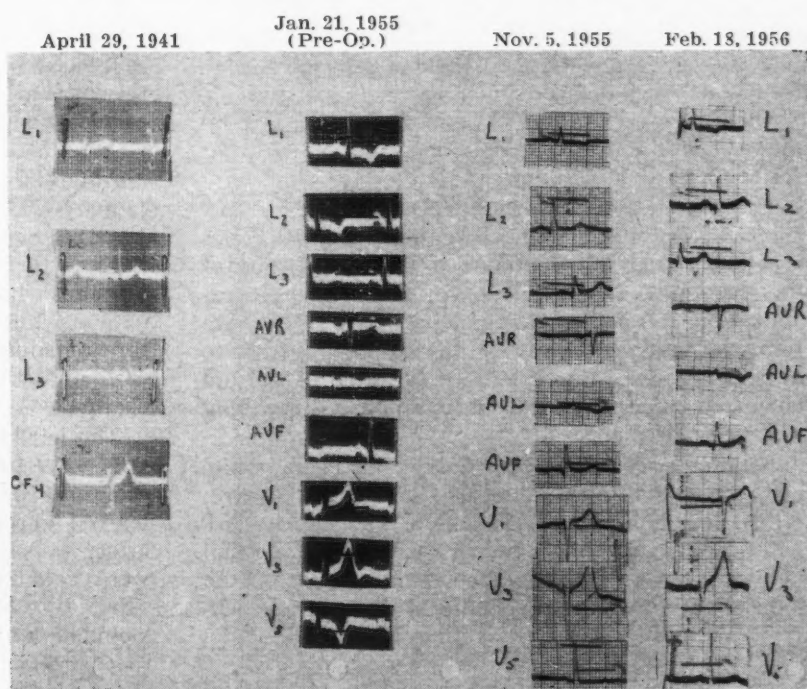 April 29, 1941
Jan. 21, 1955
(Pre-Op.)
Nov. 5, 1955
Feb. 18, 1956
L1
L2
L3
CF4
L1
L2
L3
AVR
AVL
AVF
V1
V3
V5
L1
L2
L3
AVR
AVL
AVF
V1
V3
V5
L1
L2
L3
AVR
AVL
AVF
V1
V3
V5